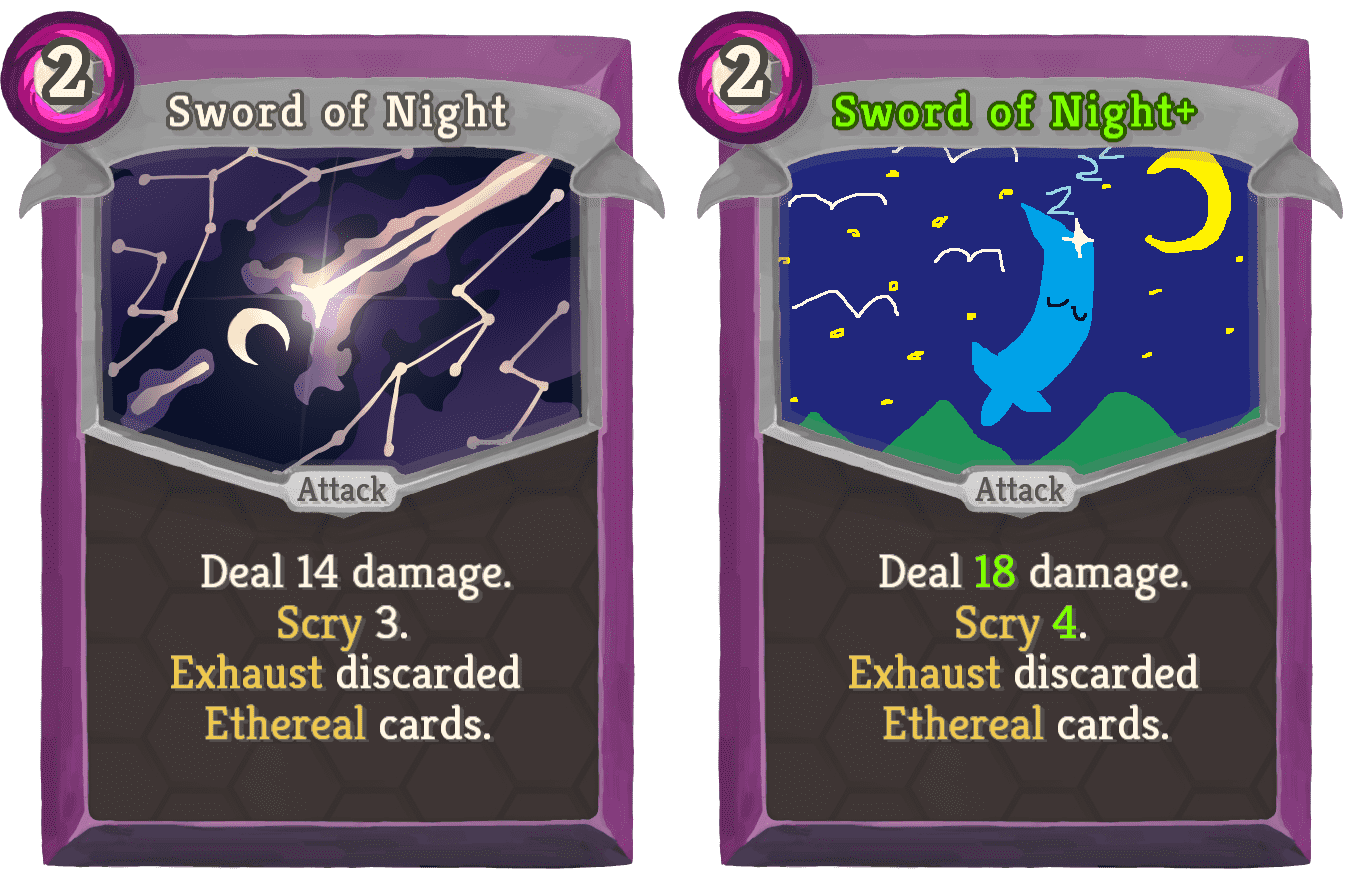 2
Sword of Night
Attack
Deal 14 damage.
Scry 3.
Exhaust discarded
Ethereal cards.
2
Sword of Night+
z z z
Attack
Deal 18 damage.
Scry 4.
Exhaust discarded
Ethereal cards.